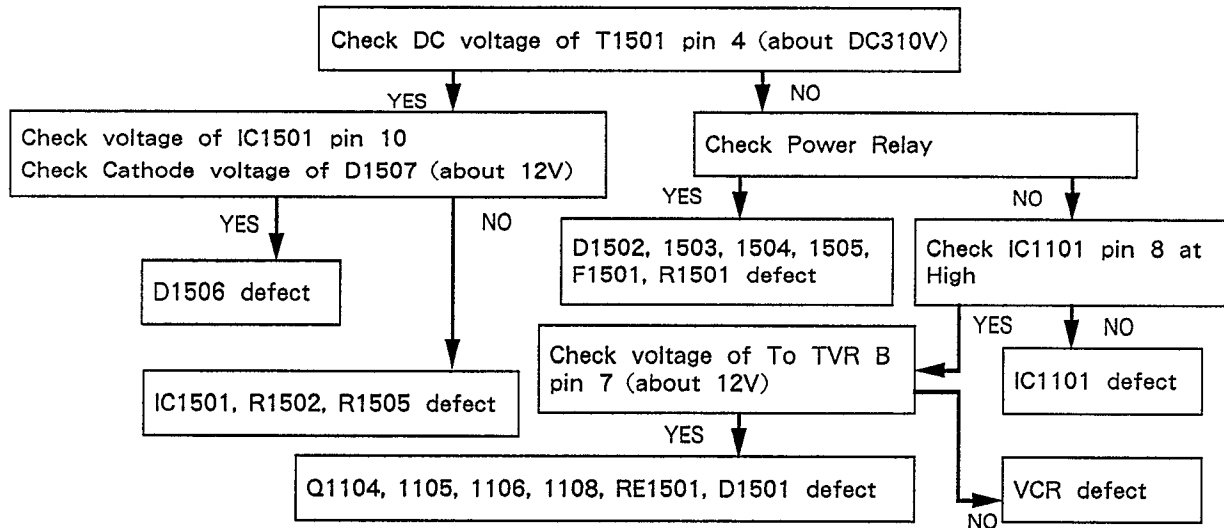 Check DC voltage of T1501 pin 4 (about DC310V)
YES
NO
Check voltage of IC1501 pin 10
Check Cathode voltage of D1507 (about 12V)
Check Power Relay
YES
NO
YES
NO
D1506 defect
D1502, 1503, 1504, 1505,
F1501, R1501 defect
Check IC1101 pin 8 at
High
YES
NO
IC1501, R1502, R1505 defect
Check voltage of To TVR B
pin 7 (about 12V)
IC1101 defect
YES
NO
Q1104, 1105, 1106, 1108, RE1501, D1501 defect
VCR defect